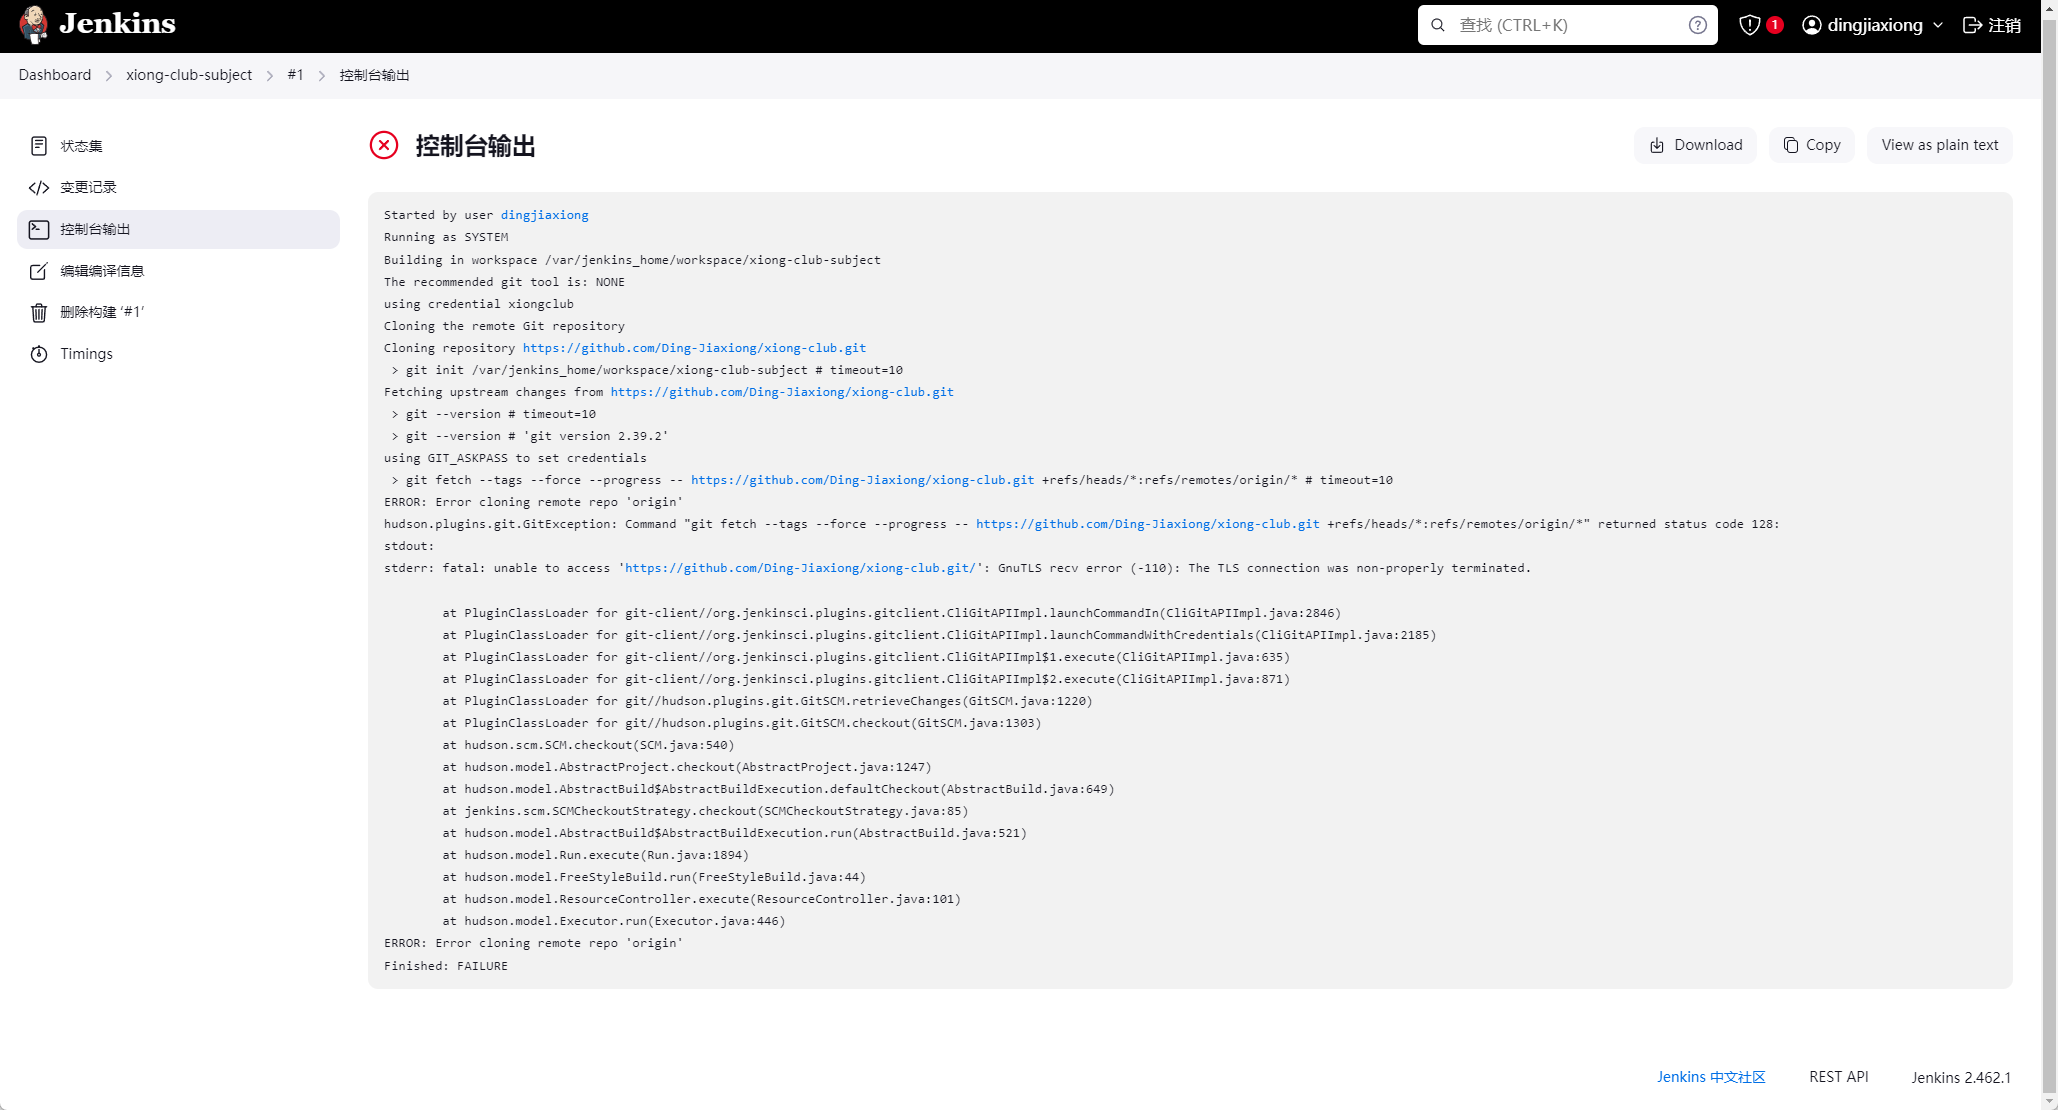 Jenkins
查找 (CTRL+K)
1
dingjiaxiong
注销
Dashboard
xiong-club-subject
#1
控制台输出
状态集
变更记录
控制台输出
编辑编译信息
删除构建 ‘#1’
Timings
控制台输出
Download
Copy
View as plain text
Started by user dingjiaxiong
Running as SYSTEM
Building in workspace /var/jenkins_home/workspace/xiong-club-subject
The recommended git tool is: NONE
using credential xiongclub
Cloning the remote Git repository
Cloning repository https://github.com/Ding-Jiaxiong/xiong-club.git
 > git init /var/jenkins_home/workspace/xiong-club-subject # timeout=10
Fetching upstream changes from https://github.com/Ding-Jiaxiong/xiong-club.git
 > git --version # timeout=10
 > git --version # 'git version 2.39.2'
using GIT_ASKPASS to set credentials
 > git fetch --tags --force --progress -- https://github.com/Ding-Jiaxiong/xiong-club.git +refs/heads/*:refs/remotes/origin/* # timeout=10
ERROR: Error cloning remote repo 'origin'
hudson.plugins.git.GitException: Command "git fetch --tags --force --progress -- https://github.com/Ding-Jiaxiong/xiong-club.git +refs/heads/*:refs/remotes/origin/*" returned status code 128:
stdout:
stderr: fatal: unable to access 'https://github.com/Ding-Jiaxiong/xiong-club.git/': GnuTLS recv error (-110): The TLS connection was non-properly terminated.
at PluginClassLoader for git-client//org.jenkinsci.plugins.gitclient.CliGitAPIImpl.launchCommandIn(CliGitAPIImpl.java:2846)
at PluginClassLoader for git-client//org.jenkinsci.plugins.gitclient.CliGitAPIImpl.launchCommandWithCredentials(CliGitAPIImpl.java:2185)
at PluginClassLoader for git-client//org.jenkinsci.plugins.gitclient.CliGitAPIImpl$1.execute(CliGitAPIImpl.java:635)
at PluginClassLoader for git-client//org.jenkinsci.plugins.gitclient.CliGitAPIImpl$2.execute(CliGitAPIImpl.java:871)
at PluginClassLoader for git//hudson.plugins.git.GitSCM.retrieveChanges(GitSCM.java:1220)
at PluginClassLoader for git//hudson.plugins.git.GitSCM.checkout(GitSCM.java:1303)
at hudson.scm.SCM.checkout(SCM.java:540)
at hudson.model.AbstractProject.checkout(AbstractProject.java:1247)
at hudson.model.AbstractBuild$AbstractBuildExecution.defaultCheckout(AbstractBuild.java:649)
at jenkins.scm.SCMCheckoutStrategy.checkout(SCMCheckoutStrategy.java:85)
at hudson.model.AbstractBuild$AbstractBuildExecution.run(AbstractBuild.java:521)
at hudson.model.Run.execute(Run.java:1894)
at hudson.model.FreeStyleBuild.run(FreeStyleBuild.java:44)
at hudson.model.ResourceController.execute(ResourceController.java:101)
at hudson.model.Executor.run(Executor.java:446)
ERROR: Error cloning remote repo 'origin'
Finished: FAILURE
Jenkins 中文社区
REST API
Jenkins 2.462.1